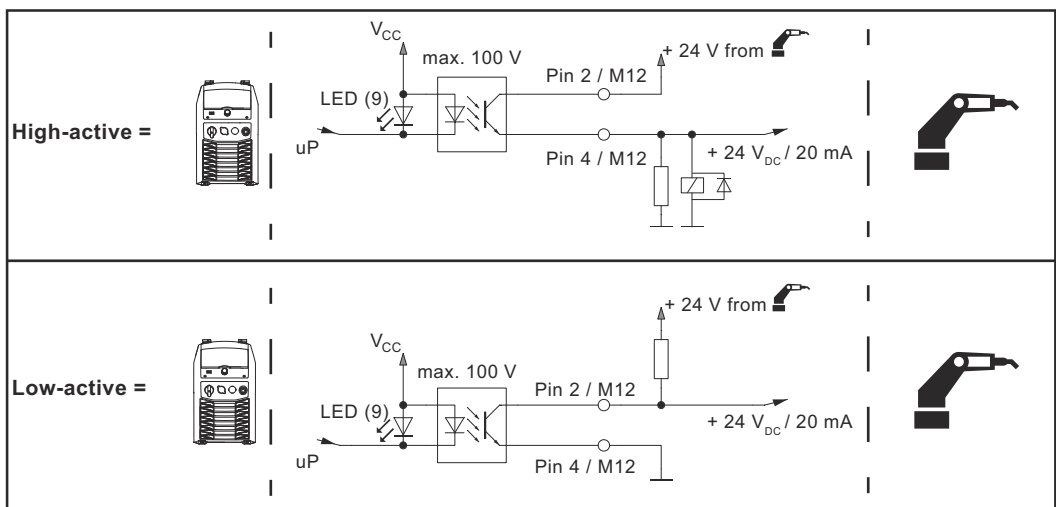 High-active =
V_CC
max. 100 V
+ 24 V from
Pin 2 / M12
LED (9)
uP
Pin 4 / M12
+ 24 V_DC / 20 mA
Low-active =
+ 24 V from
V_CC
max. 100 V
Pin 2 / M12
LED (9)
+ 24 V_DC / 20 mA
uP
Pin 4 / M12